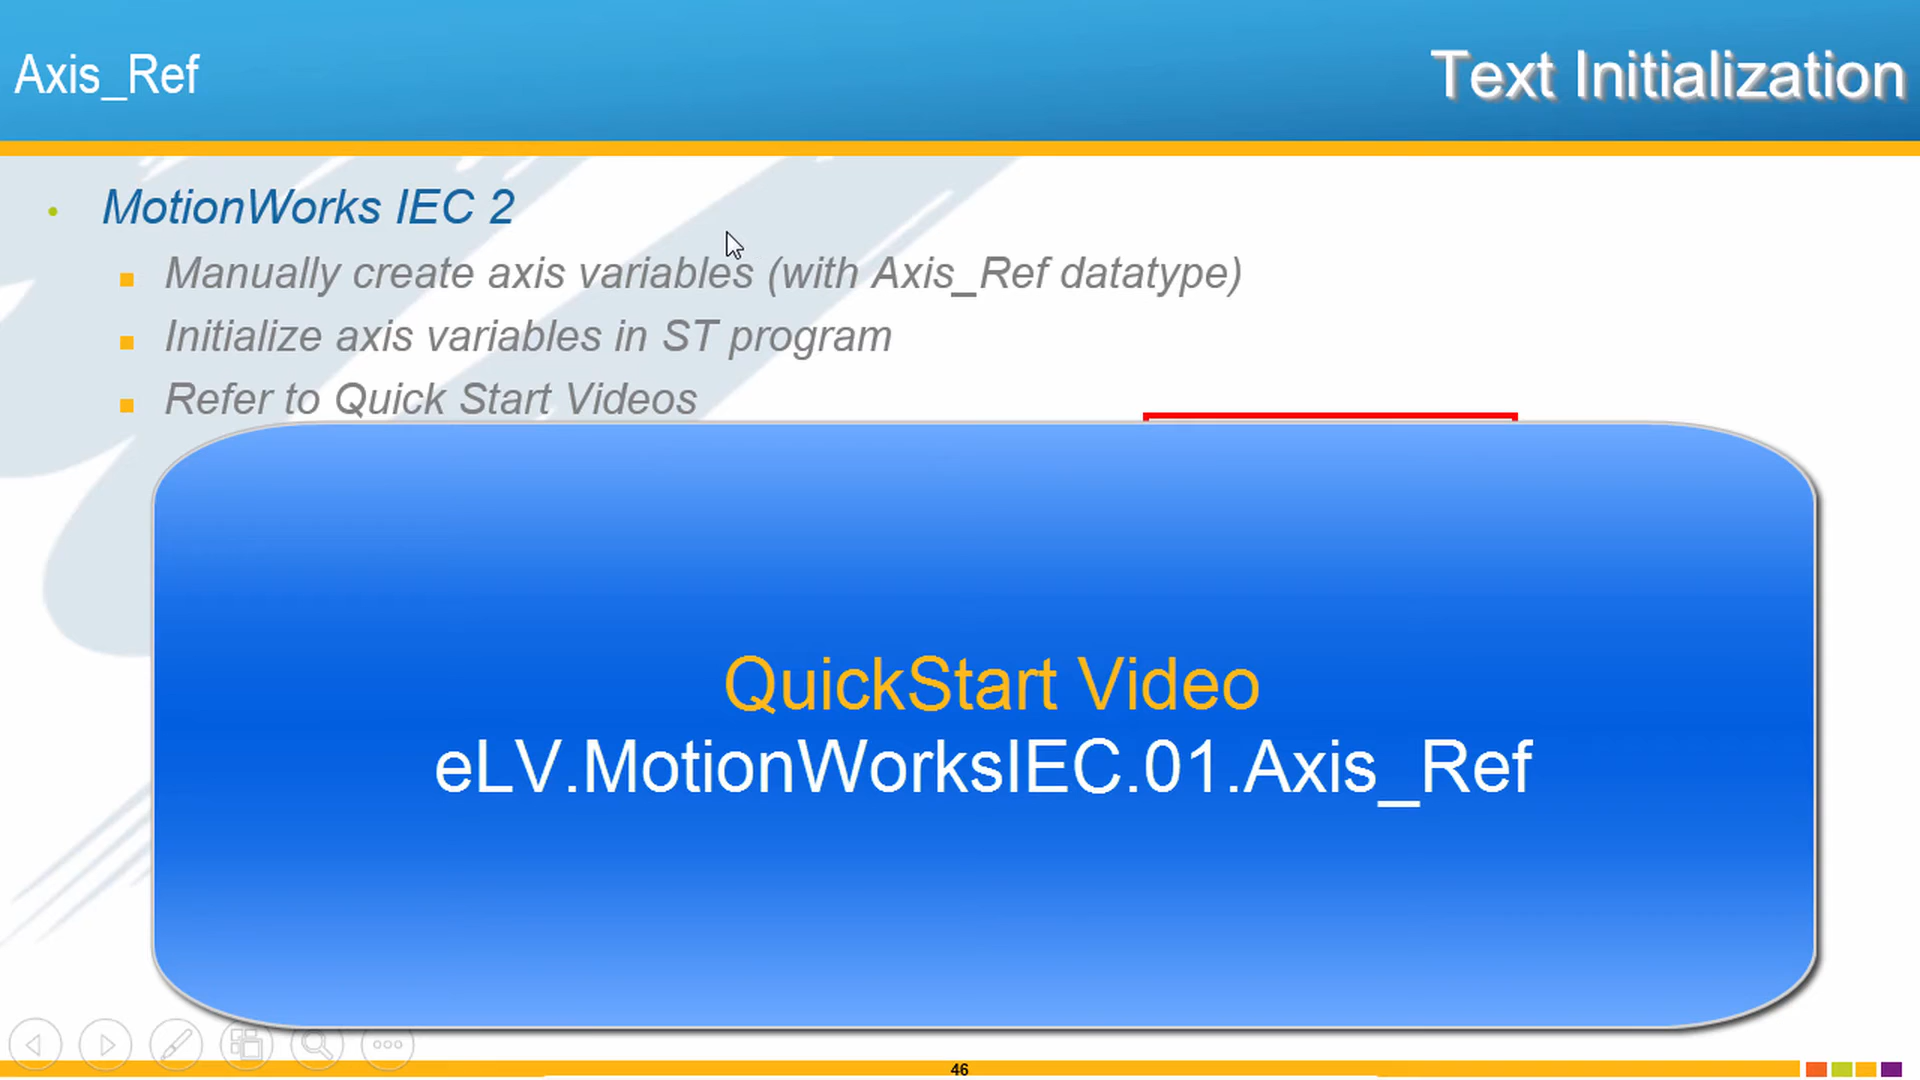 Axis_Ref
Text Initialization
MotionWorks IEC 2
Manually create axis variables (with Axis_Ref datatype)
Initialize axis variables in ST program
Refer to Quick Start Videos
QuickStart Video
eLV.MotionWorksIEC.01.Axis_Ref
46